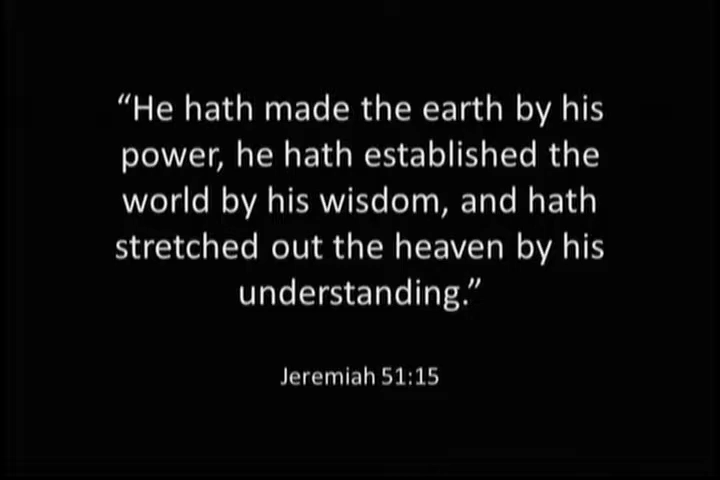 “He hath made the earth by his
power, he hath established the
world by his wisdom, and hath
stretched out the heaven by his
understanding.”
Jeremiah 51:15